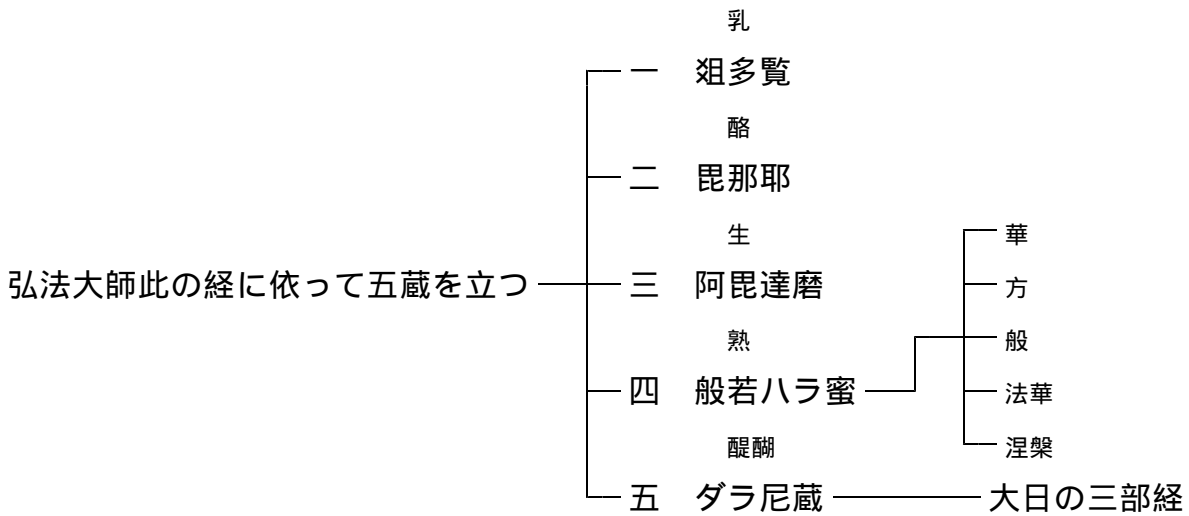 乳
一　爼多覧
酪
二　毘那耶
生
華
弘法大師此の経に依って五蔵を立つ　三　阿毘達磨　方
熟
般
四　般若ハラ蜜　法華
醍醐
涅槃
五　ダラ尼蔵　大日の三部経